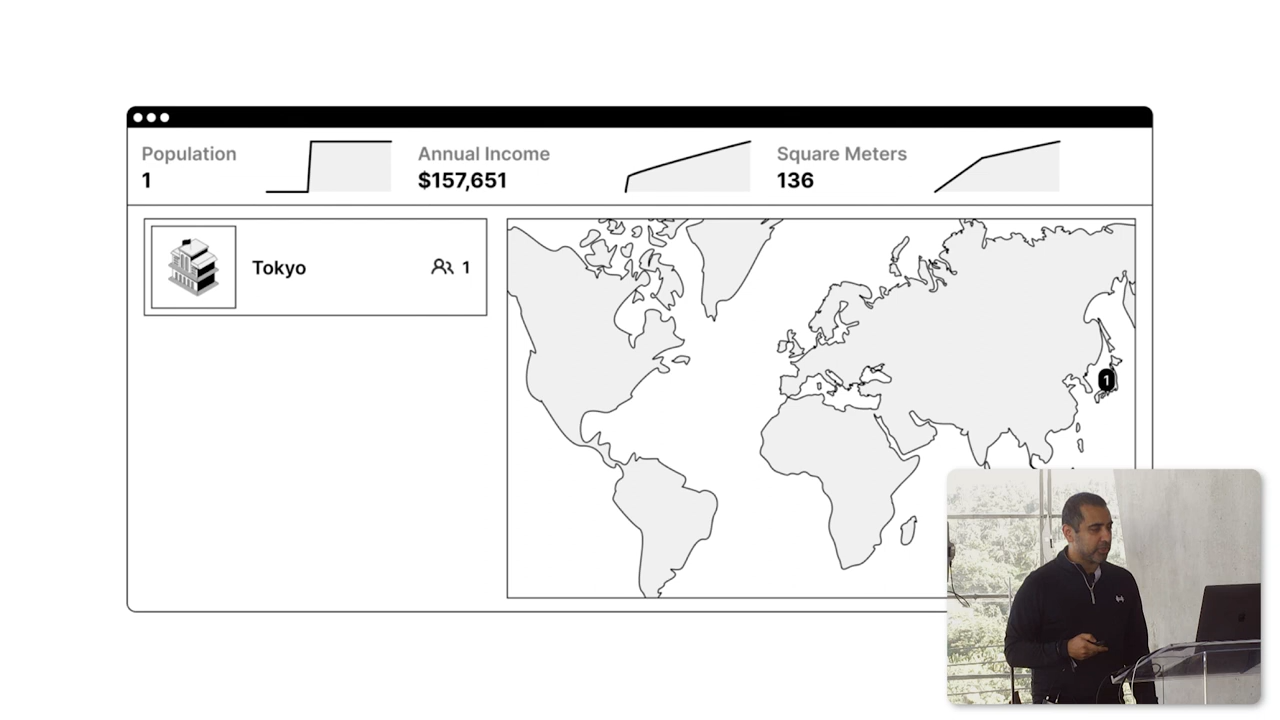 Population
1
Annual Income
$157,651
Square Meters
136
Tokyo
1
1